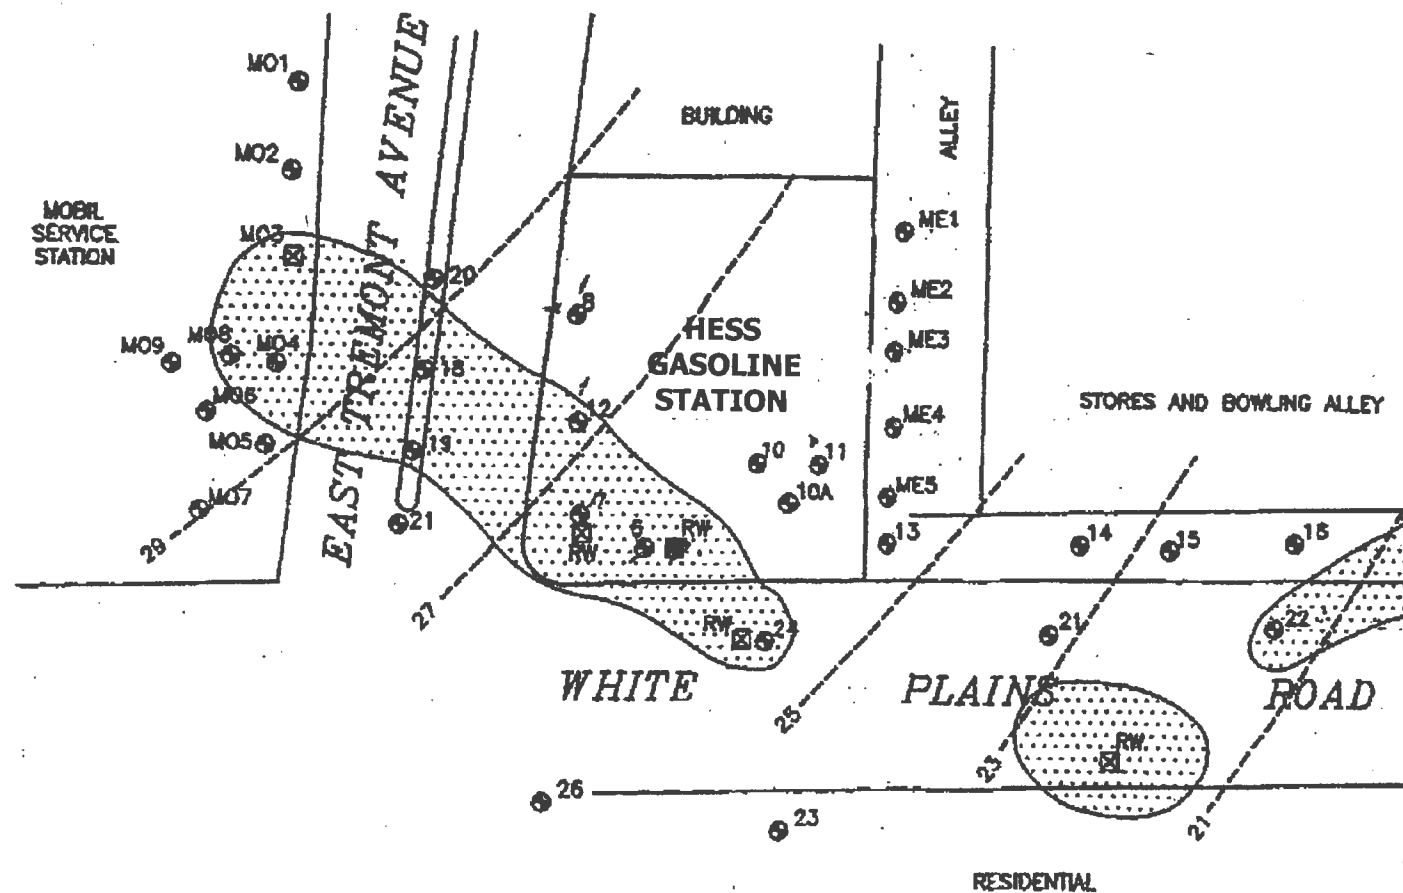 MO1
EAST TREMONT AVENUE
BUILDING
ALLEY
MO2
MOBIL
SERVICE
STATION
MO3
ME1
20
ME2
8
HESS
GASOLINE
STATION
ME3
MO9
MO8
MO4
18
STORES AND BOWLING ALLEY
MO6
12
ME4
MO5
19
10
11
10A
ME5
MO7
21
7
RW
6
RW
13
14
15
16
29
27
RW
24
21
22
WHITE PLAINS ROAD
25
23
RW
26
23
21
RESIDENTIAL